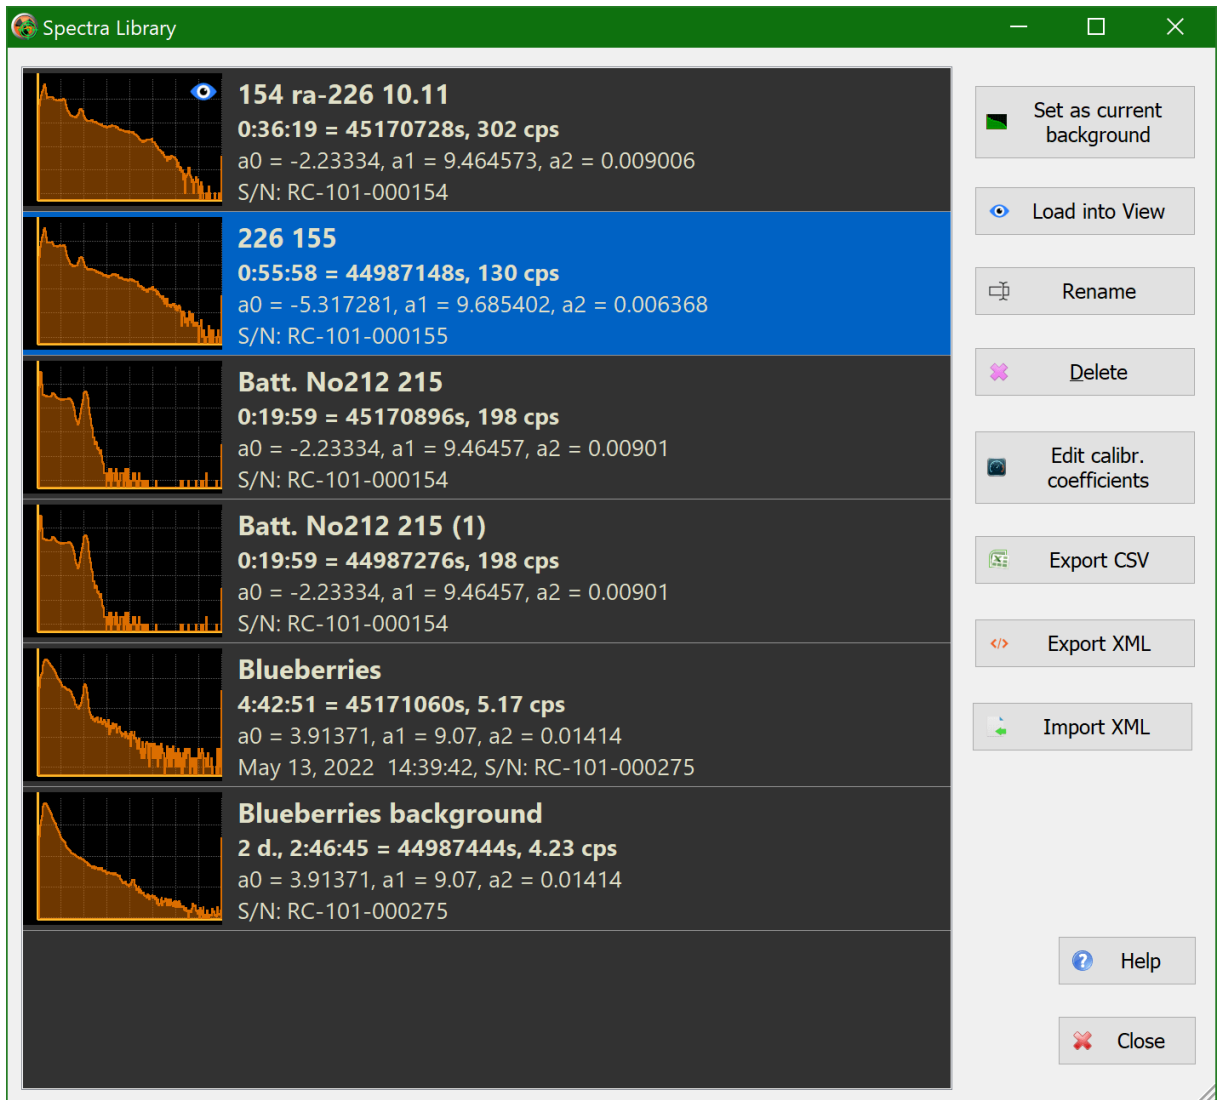 Spectra Library
154 ra-226 10.11
0:36:19 = 45170728s, 302 cps
a0 = -2.23334, a1 = 9.464573, a2 = 0.009006
S/N: RC-101-000154
226 155
0:55:58 = 44987148s, 130 cps
a0 = -5.317281, a1 = 9.685402, a2 = 0.006368
S/N: RC-101-000155
Batt. No212 215
0:19:59 = 45170896s, 198 cps
a0 = -2.23334, a1 = 9.46457, a2 = 0.00901
S/N: RC-101-000154
Batt. No212 215 (1)
0:19:59 = 44987276s, 198 cps
a0 = -2.23334, a1 = 9.46457, a2 = 0.00901
S/N: RC-101-000154
Blueberries
4:42:51 = 45171060s, 5.17 cps
a0 = 3.91371, a1 = 9.07, a2 = 0.01414
May 13, 2022  14:39:42, S/N: RC-101-000275
Blueberries background
2 d., 2:46:45 = 44987444s, 4.23 cps
a0 = 3.91371, a1 = 9.07, a2 = 0.01414
S/N: RC-101-000275
Set as current
background
Load into View
Rename
Delete
Edit calibr.
coefficients
Export CSV
Export XML
Import XML
Help
Close